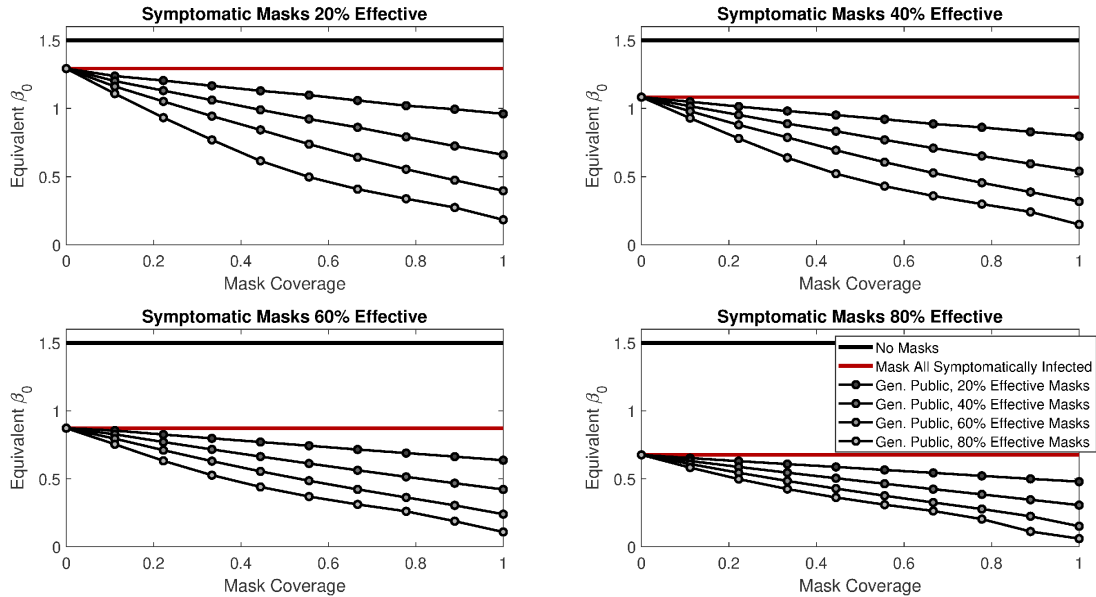 Symptomatic Masks 20% Effective
Equivalent β0
1.5
1
0.5
0
0 0.2 0.4 0.6 0.8 1
Mask Coverage
Symptomatic Masks 40% Effective
Equivalent β0
1.5
1
0.5
0
0 0.2 0.4 0.6 0.8 1
Mask Coverage
Symptomatic Masks 60% Effective
Equivalent β0
1.5
1
0.5
0
0 0.2 0.4 0.6 0.8 1
Mask Coverage
Symptomatic Masks 80% Effective
Equivalent β0
1.5
1
0.5
0
0 0.2 0.4 0.6 0.8 1
Mask Coverage
No Masks
Mask All Symptomatically Infected
Gen. Public, 20% Effective Masks
Gen. Public, 40% Effective Masks
Gen. Public, 60% Effective Masks
Gen. Public, 80% Effective Masks